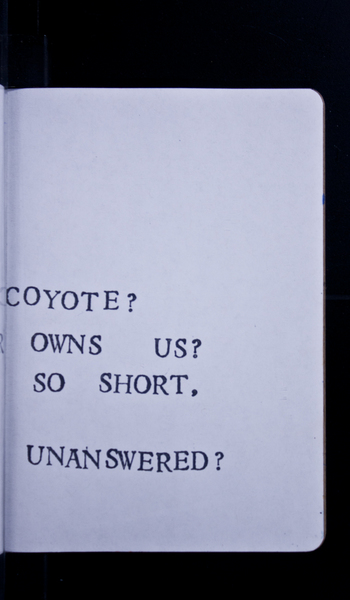 COYOTE?
R OWNS US?
SO SHORT,
UNANSWERED?